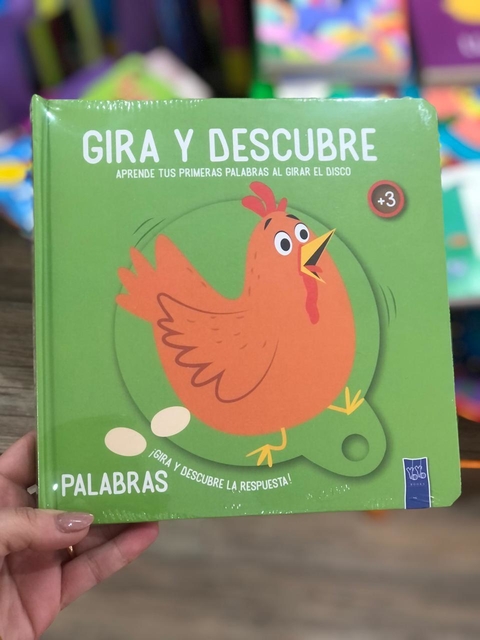 GIRA Y DESCUBRE
APRENDE TUS PRIMERAS PALABRAS AL GIRAR EL DISCO
+3
¡GIRA Y DESCUBRE LA RESPUESTA!
PALABRAS